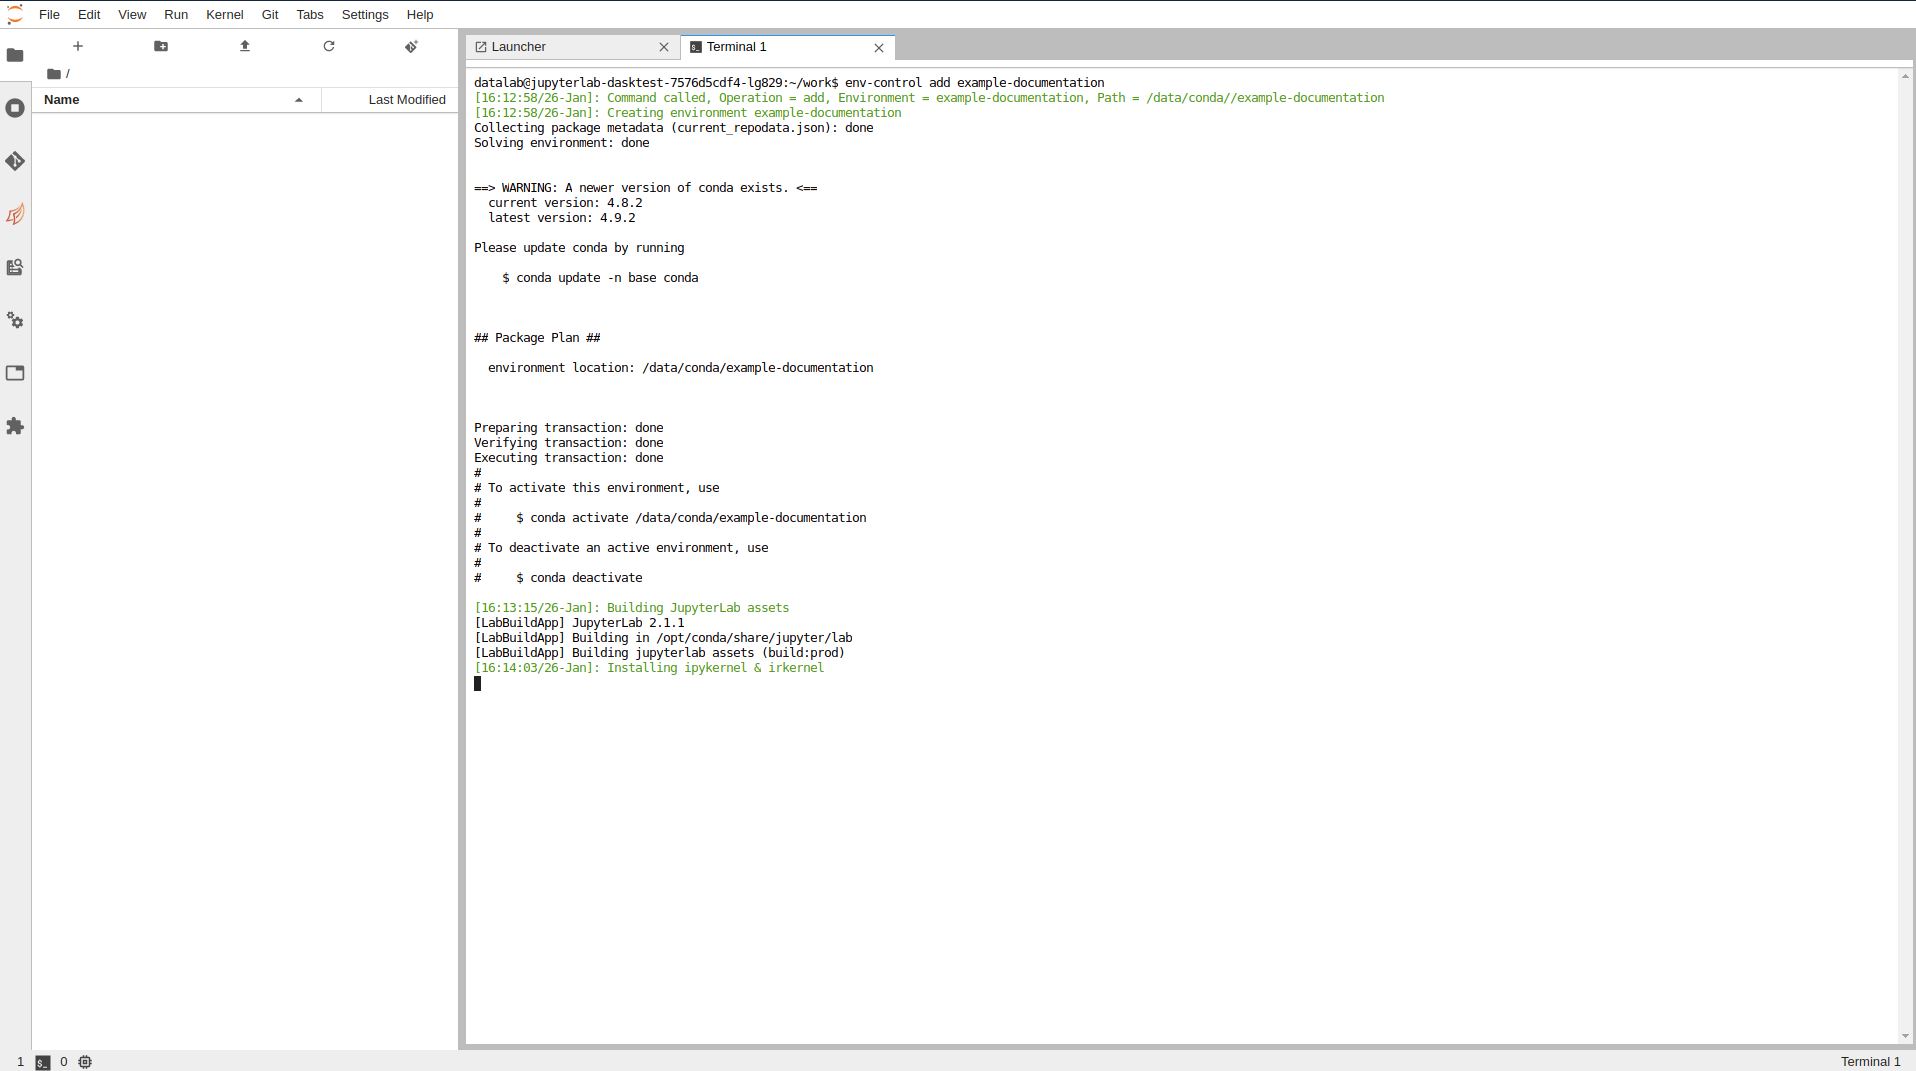 File Edit View Run Kernel Git Tabs Settings Help
Launcher
Terminal 1
/
Name Last Modified
datalab@jupyterlab-dasktest-7576d5cdf4-lg829:~/work$ env-control add example-documentation
[16:12:58/26-Jan]: Command called, Operation = add, Environment = example-documentation, Path = /data/conda//example-documentation
[16:12:58/26-Jan]: Creating environment example-documentation
Collecting package metadata (current_repodata.json): done
Solving environment: done
==> WARNING: A newer version of conda exists. <==
current version: 4.8.2
latest version: 4.9.2
Please update conda by running
$ conda update -n base conda
## Package Plan ##
environment location: /data/conda/example-documentation
Preparing transaction: done
Verifying transaction: done
Executing transaction: done
#
# To activate this environment, use
#
# $ conda activate /data/conda/example-documentation
#
# To deactivate an active environment, use
#
# $ conda deactivate
[16:13:15/26-Jan]: Building JupyterLab assets
[LabBuildApp] JupyterLab 2.1.1
[LabBuildApp] Building in /opt/conda/share/jupyter/lab
[LabBuildApp] Building jupyterlab assets (build:prod)
[16:14:03/26-Jan]: Installing ipykernel & irkernel
1 $_ 0 Terminal 1